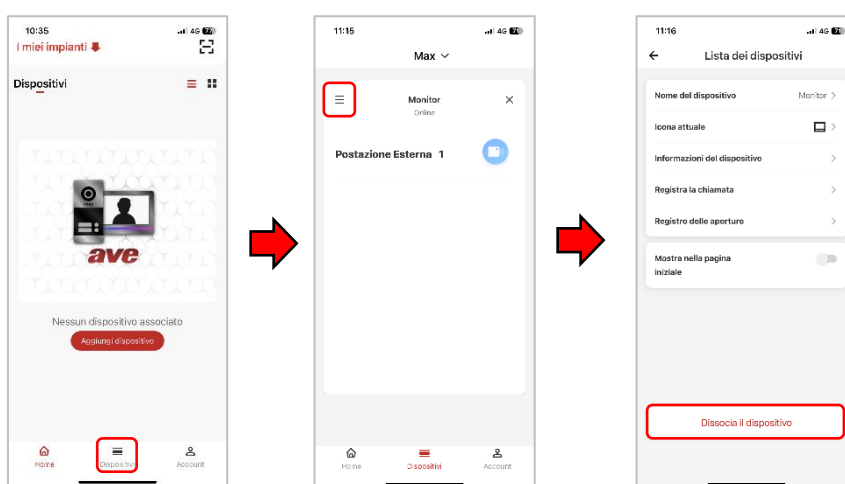 10:35
4G 77
I miei impianti
Dispositivi
ave
Nessun dispositivo associato
Aggiungi dispositivo
Home
Dispositivi
Account
11:15
4G
Max
Monitor
Online
Postazione Esterna 1
Home
Dispositivi
Account
11:16
4G
Lista dei dispositivi
Nome del dispositivo
Monitor
Icona attuale
Informazioni del dispositivo
Registra la chiamata
Registro delle aperture
Mostra nella pagina
iniziale
Dissocia il dispositivo